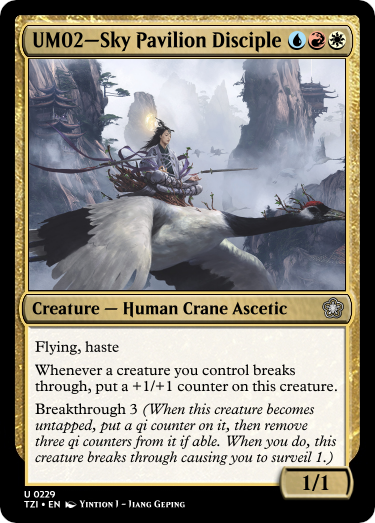 UM02—Sky Pavilion Disciple
Creature — Human Crane Ascetic
Flying, haste
Whenever a creature you control breaks
through, put a +1/+1 counter on this creature.
Breakthrough 3 (When this creature becomes
untapped, put a qi counter on it, then remove
three qi counters from it if able. When you do, this
creature breaks through causing you to surveil 1.)
1/1
U 0229
TZI • EN Yintion J - Jiang Geping